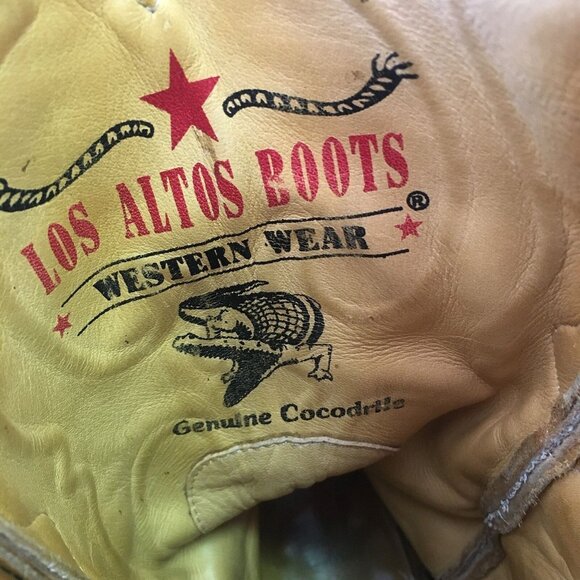 LOS ALTOS BOOTS ®
WESTERN WEAR
Genuine Cocodrile